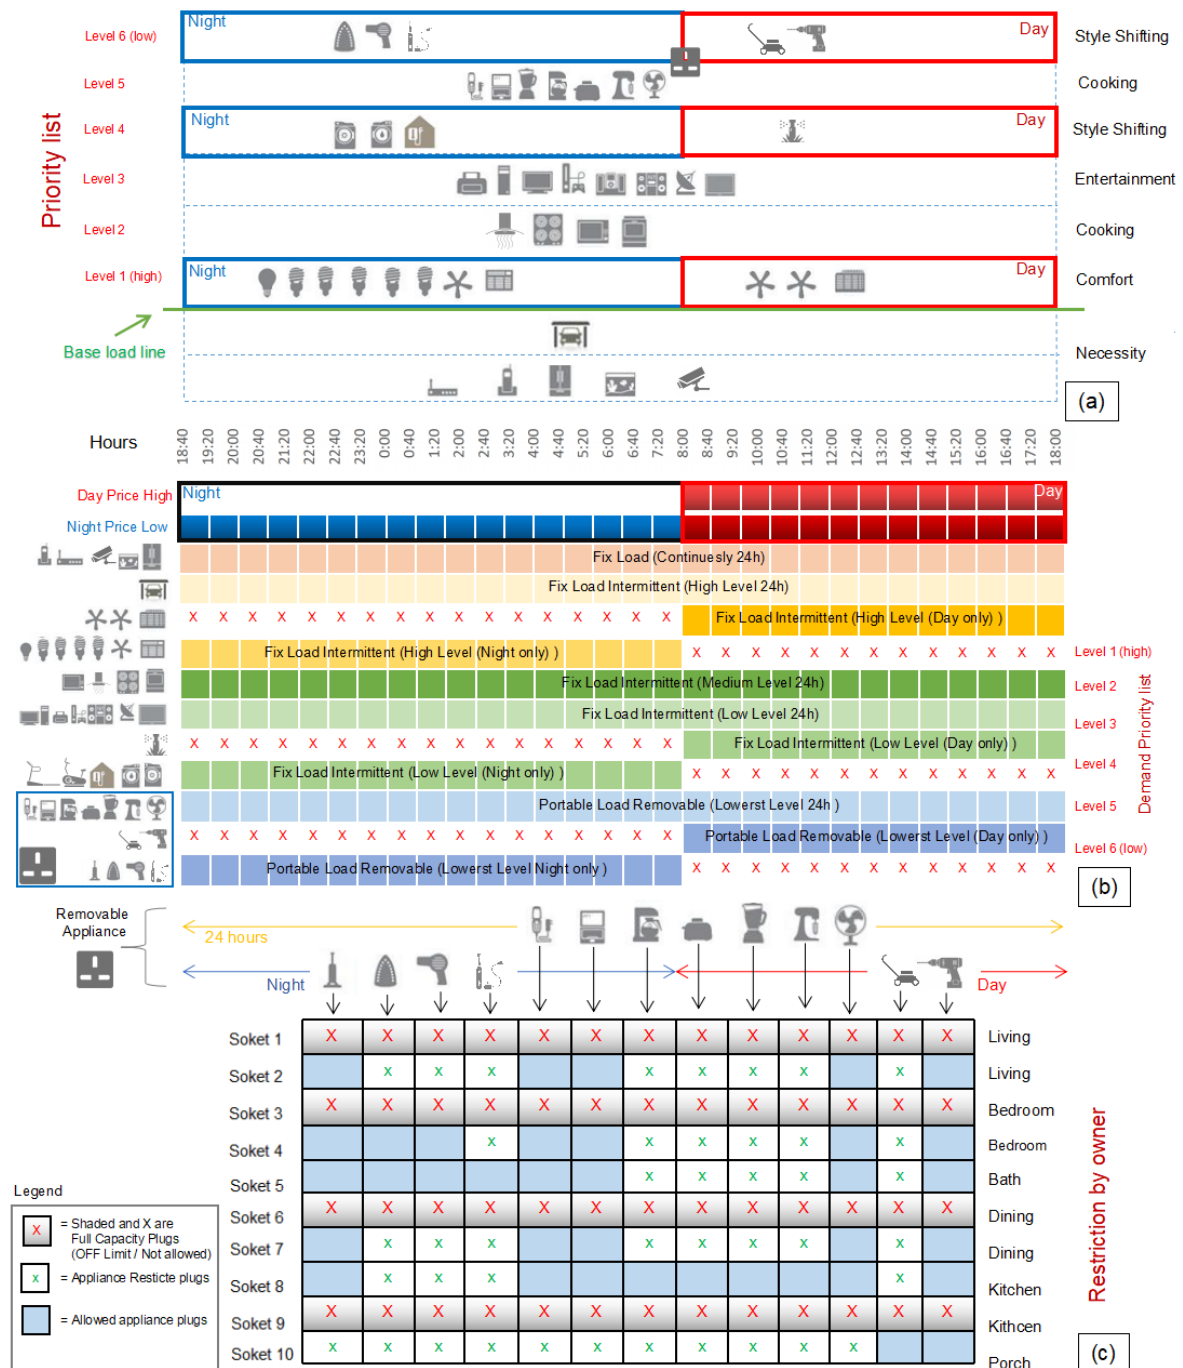 Night
Day
Level 6 (low)
Style Shifting
Level 5
Cooking
Night
Day
Level 4
Style Shifting
Priority list
Level 3
Entertainment
Level 2
Cooking
Night
Day
Level 1 (high)
Comfort
Base load line
Necessity
(a)
Hours
18:40 19:20 20:00 20:40 21:20 22:00 22:40 23:20 0:00 0:40 1:20 2:00 2:40 3:20 4:00 4:40 5:20 6:00 6:40 7:20 8:00 8:40 9:20 10:00 10:40 11:20 12:00 12:40 13:20 14:00 14:40 15:20 16:00 16:40 17:20 18:00
Day Price High
Night
Day
Night Price Low
Fix Load (Continuesly 24h)
Fix Load Intermittent (High Level 24h)
X X X X X X X X X X X X X X X X X
Fix Load Intermittent (High Level (Day only) )
Fix Load Intermittent (High Level (Night only) )
X X X X X X X X X X X X X
Level 1 (high)
Fix Load Intermittent (Medium Level 24h)
Level 2
Fix Load Intermittent (Low Level 24h)
Level 3
X X X X X X X X X X X X X X X X X
Fix Load Intermittent (Low Level (Day only) )
Fix Load Intermittent (Low Level (Night only) )
X X X X X X X X X X X X X
Level 4
Demand Priority list
Portable Load Removable (Lowerst Level 24h )
Level 5
X X X X X X X X X X X X X X X X X
Portable Load Removable (Lowerst Level (Day only) )
Level 6 (low)
Portable Load Removable (Lowerst Level Night only )
X X X X X X X X X X X X X
(b)
Removable
Appliance
24 hours
Night
Day
Soket 1 X X X X X X X X X X X X X Living
Soket 2 x x x x x x x x Living
Soket 3 X X X X X X X X X X X X X Bedroom
Soket 4 x x x x x x Bedroom
Soket 5 x x x x x Bath
Soket 6 X X X X X X X X X X X X X Dining
Soket 7 x x x x x x x x Dining
Soket 8 x x x x Kitchen
Soket 9 X X X X X X X X X X X X X Kithcen
Soket 10 x x x x x x x x x x x Porch
Restriction by owner
Legend
X = Shaded and X are
Full Capacity Plugs
(OFF Limit / Not allowed)
x = Appliance Resticte plugs
= Allowed appliance plugs
(c)